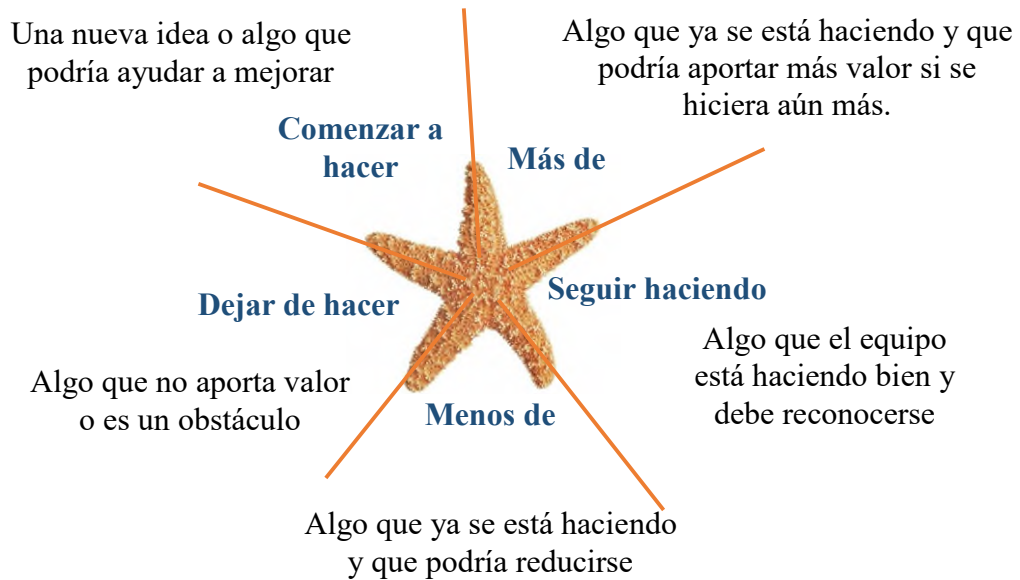 Una nueva idea o algo que
podría ayudar a mejorar
Algo que ya se está haciendo y que
podría aportar más valor si se
hiciera aún más.
Comenzar a
hacer
Más de
Dejar de hacer
Seguir haciendo
Algo que no aporta valor
o es un obstáculo
Algo que el equipo
está haciendo bien y
debe reconocerse
Menos de
Algo que ya se está haciendo
y que podría reducirse